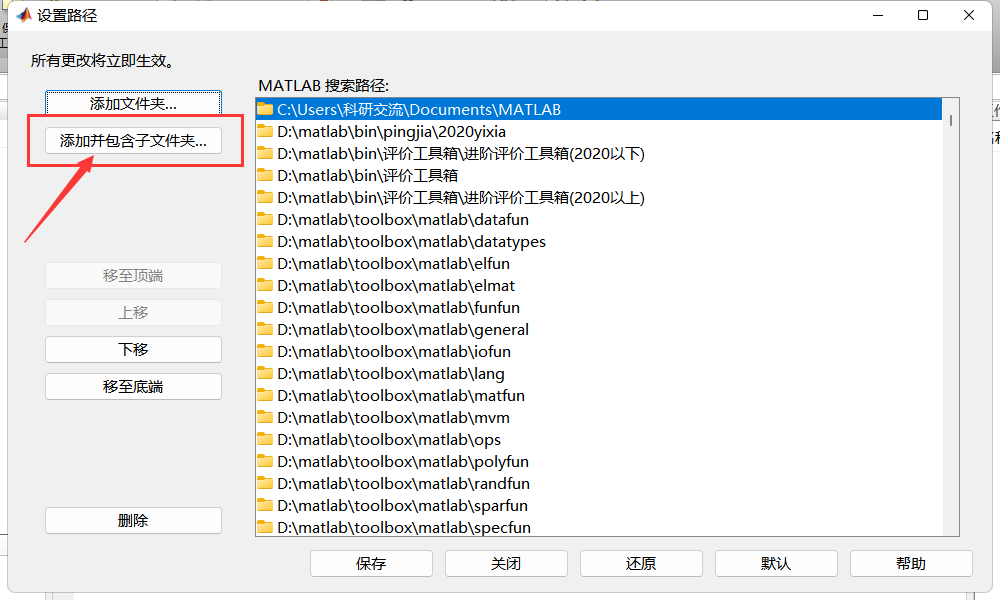 设置路径
所有更改将立即生效。
MATLAB 搜索路径:
添加文件夹...
添加并包含子文件夹...
移至顶端
上移
下移
移至底端
删除
C:\Users\科研交流\Documents\MATLAB
D:\matlab\bin\pingjia\2020yixia
D:\matlab\bin\评价工具箱\进阶评价工具箱(2020以下)
D:\matlab\bin\评价工具箱
D:\matlab\bin\评价工具箱\进阶评价工具箱(2020以上)
D:\matlab\toolbox\matlab\datafun
D:\matlab\toolbox\matlab\datatypes
D:\matlab\toolbox\matlab\elfun
D:\matlab\toolbox\matlab\elmat
D:\matlab\toolbox\matlab\funfun
D:\matlab\toolbox\matlab\general
D:\matlab\toolbox\matlab\iofun
D:\matlab\toolbox\matlab\lang
D:\matlab\toolbox\matlab\matfun
D:\matlab\toolbox\matlab\mvm
D:\matlab\toolbox\matlab\ops
D:\matlab\toolbox\matlab\polyfun
D:\matlab\toolbox\matlab\randfun
D:\matlab\toolbox\matlab\sparfun
D:\matlab\toolbox\matlab\specfun
保存
关闭
还原
默认
帮助